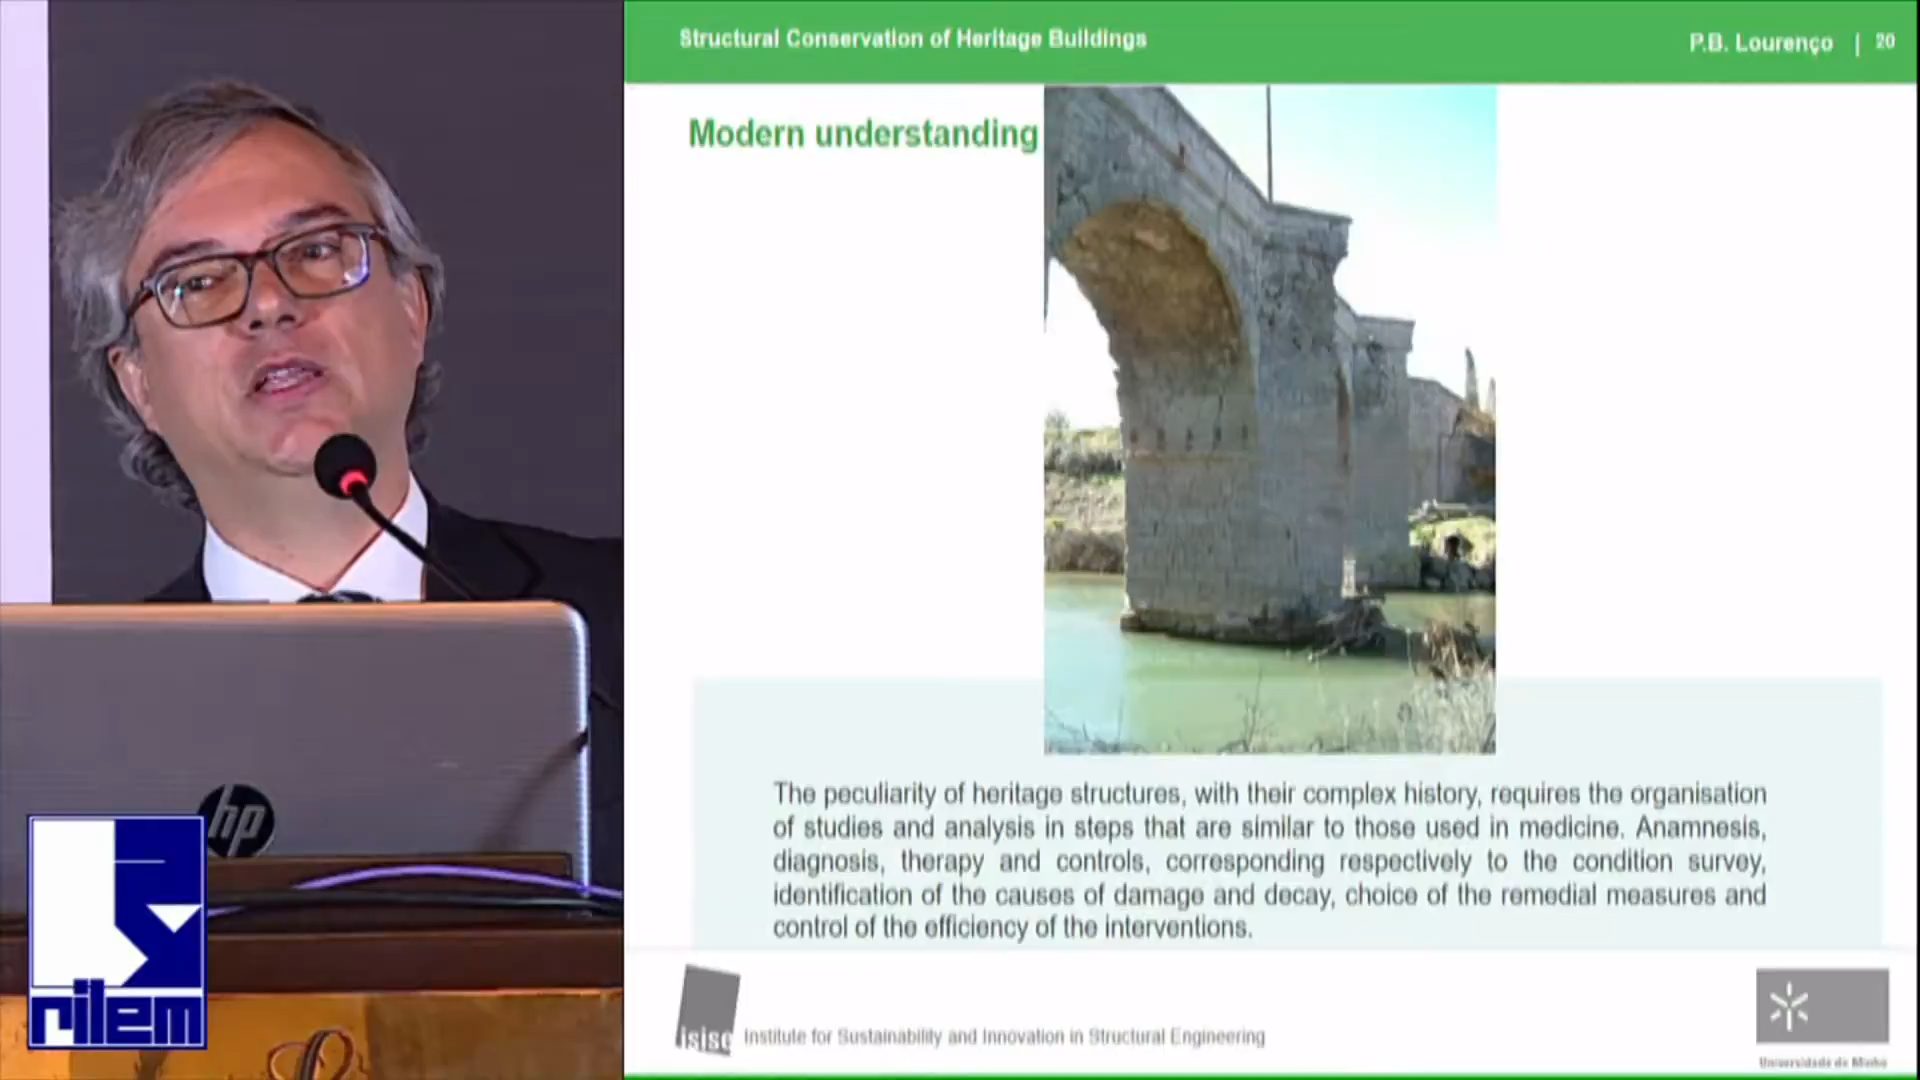 Structural Conservation of Heritage Buildings
P.B. Lourenço | 20
Modern understanding
The peculiarity of heritage structures, with their complex history, requires the organisation
of studies and analysis in steps that are similar to those used in medicine. Anamnesis,
diagnosis, therapy and controls, corresponding respectively to the condition survey,
identification of the causes of damage and decay, choice of the remedial measures and
control of the efficiency of the interventions.
hp
rilem
isise
Institute for Sustainability and Innovation in Structural Engineering
Universidade do Minho